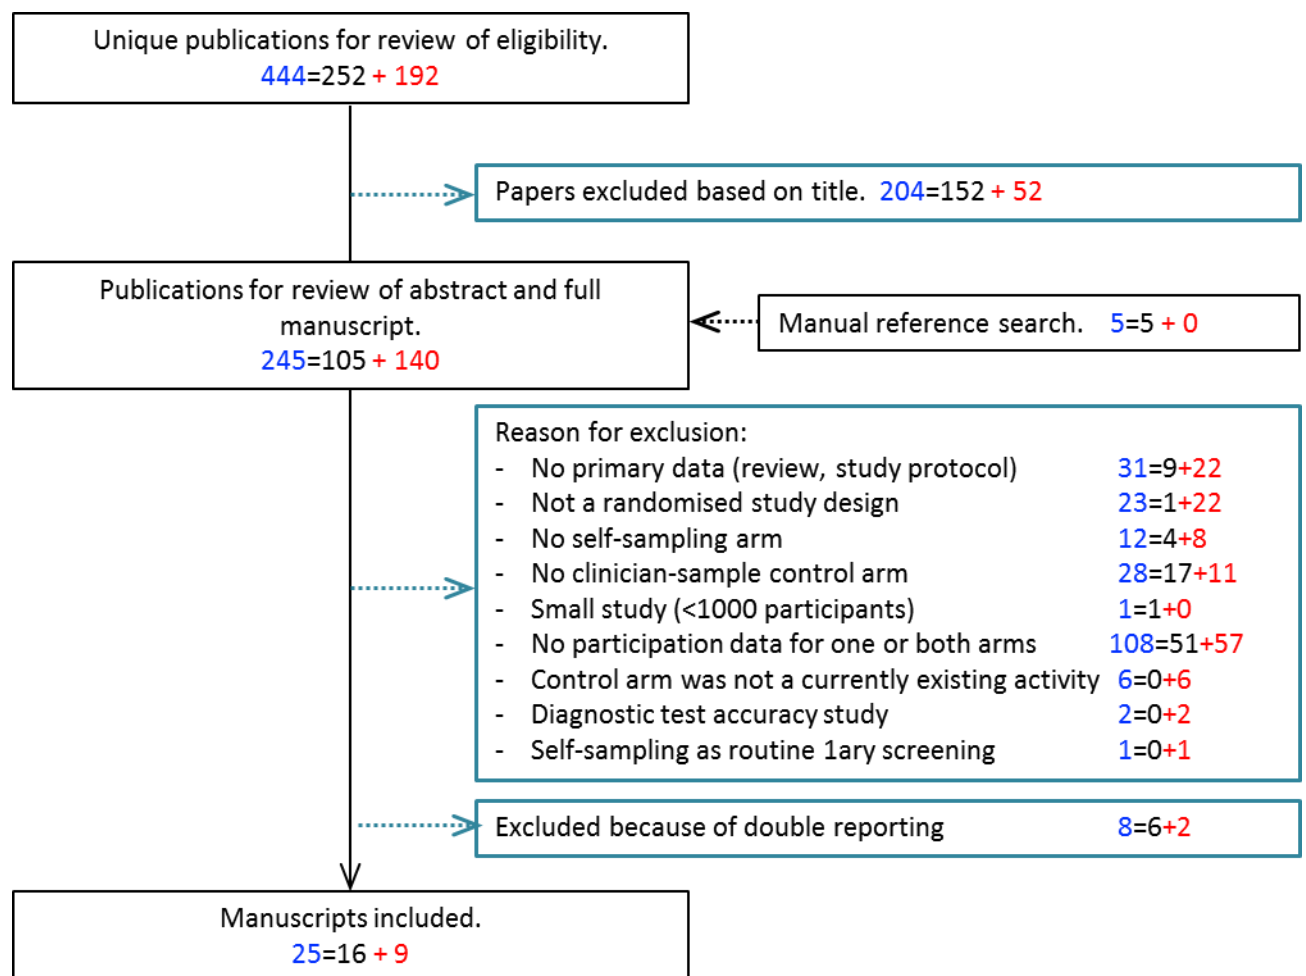 Unique publications for review of eligibility.
444=252 + 192
Papers excluded based on title. 204=152 + 52
Publications for review of abstract and full
manuscript.
245=105 + 140
Manual reference search. 5=5 + 0
Reason for exclusion:
- No primary data (review, study protocol) 31=9+22
- Not a randomised study design 23=1+22
- No self-sampling arm 12=4+8
- No clinician-sample control arm 28=17+11
- Small study (<1000 participants) 1=1+0
- No participation data for one or both arms 108=51+57
- Control arm was not a currently existing activity 6=0+6
- Diagnostic test accuracy study 2=0+2
- Self-sampling as routine 1ary screening 1=0+1
Excluded because of double reporting 8=6+2
Manuscripts included.
25=16 + 9